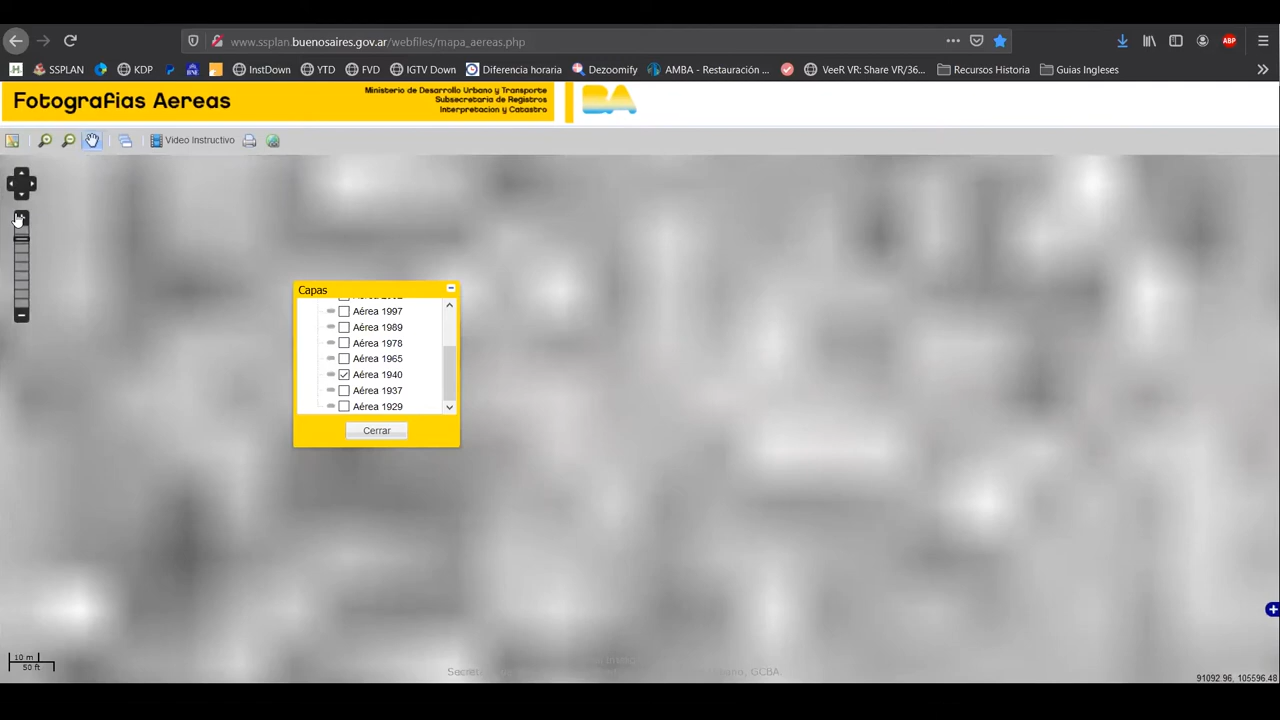 www.ssplan.buenosaires.gov.ar/webfiles/mapa_aereas.php
ABP
H SSPLAN KDP BNE InstDown YTD FVD IGTV Down Diferencia horaria Dezoomify AMBA - Restauración ... VeeR VR: Share VR/36... Recursos Historia Guias Ingleses
Fotografias Aereas
Ministerio de Desarrollo Urbano y Transporte
Subsecretaria de Registros
Interpretacion y Catastro
BA
Video Instructivo
Capas
Aérea 1997
Aérea 1989
Aérea 1978
Aérea 1965
Aérea 1940
Aérea 1937
Aérea 1929
Cerrar
10 m
50 ft
GCBA
91092.96, 105596.48